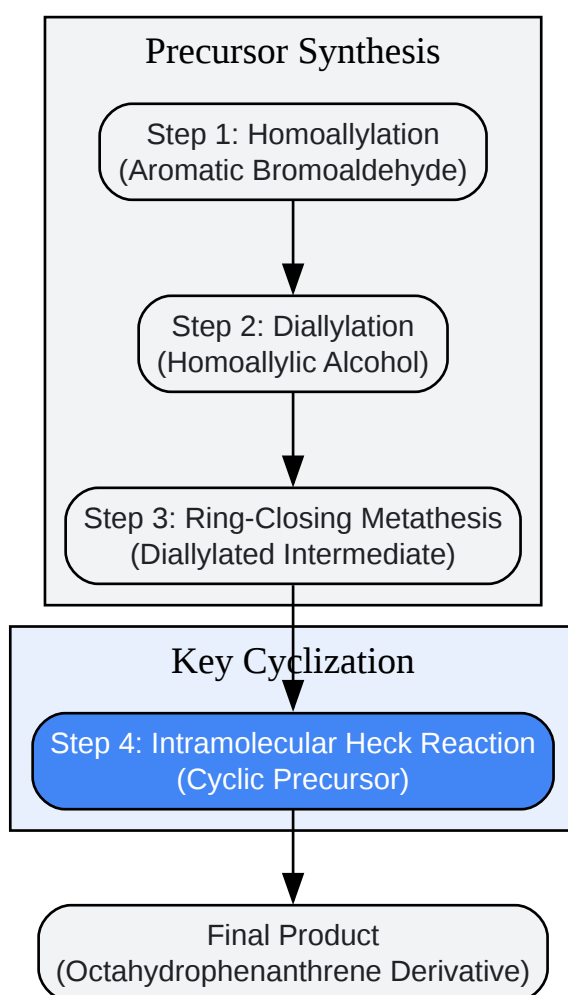 Precursor Synthesis
Step 1: Homoallylation
(Aromatic Bromoaldehyde)
Step 2: Diallylation
(Homoallylic Alcohol)
Step 3: Ring-Closing Metathesis
(Diallylated Intermediate)
Key Cyclization
Step 4: Intramolecular Heck Reaction
(Cyclic Precursor)
Final Product
(Octahydrophenanthrene Derivative)